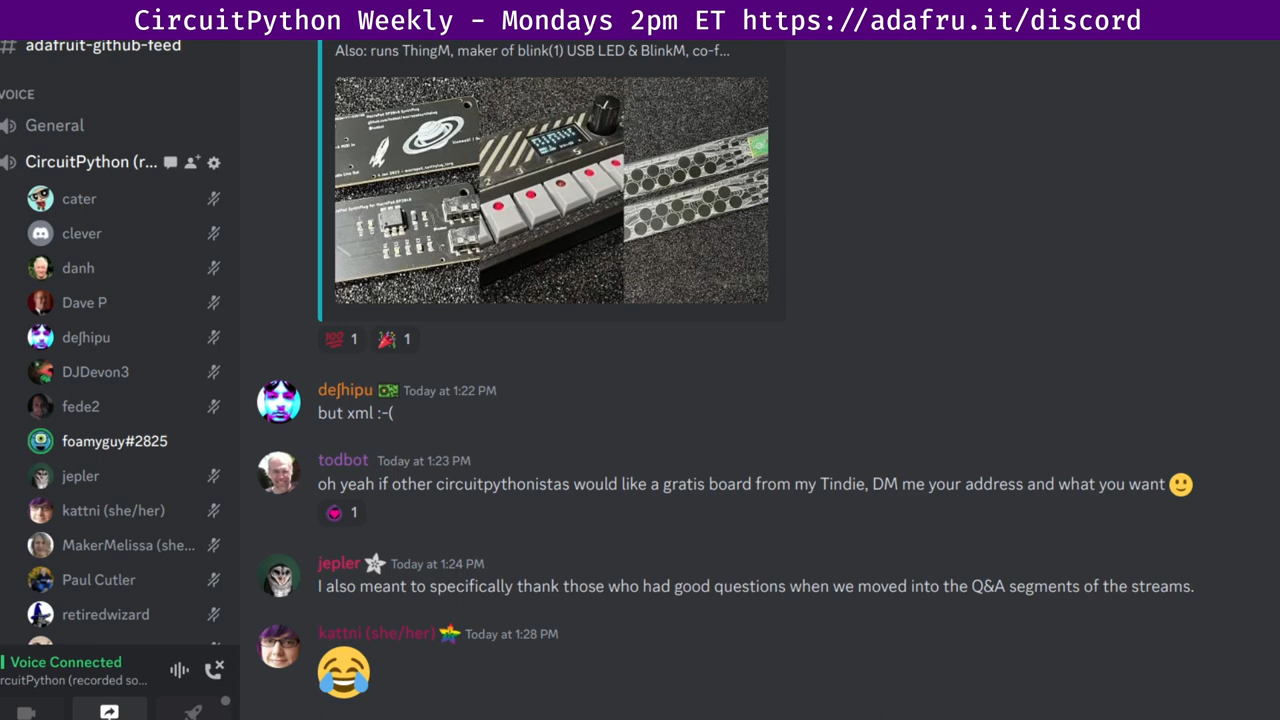 CircuitPython Weekly - Mondays 2pm ET https://adafru.it/discord
# adafruit-github-feed
VOICE
General
CircuitPython (r...
cater
clever
danh
Dave P
deʃhipu
DJDevon3
fede2
foamyguy#2825
jepler
kattni (she/her)
MakerMelissa (she...
Paul Cutler
retiredwizard
Voice Connected
rcuitPython (recorded so...
Also: runs ThingM, maker of blink(1) USB LED & BlinkM, co-f...
💯 1 🎉 1
deʃhipu Today at 1:22 PM
but xml :-(
todbot Today at 1:23 PM
oh yeah if other circuitpythonistas would like a gratis board from my Tindie, DM me your address and what you want 🙂
1
jepler Today at 1:24 PM
I also meant to specifically thank those who had good questions when we moved into the Q&A segments of the streams.
kattni (she/her) Today at 1:28 PM
😂